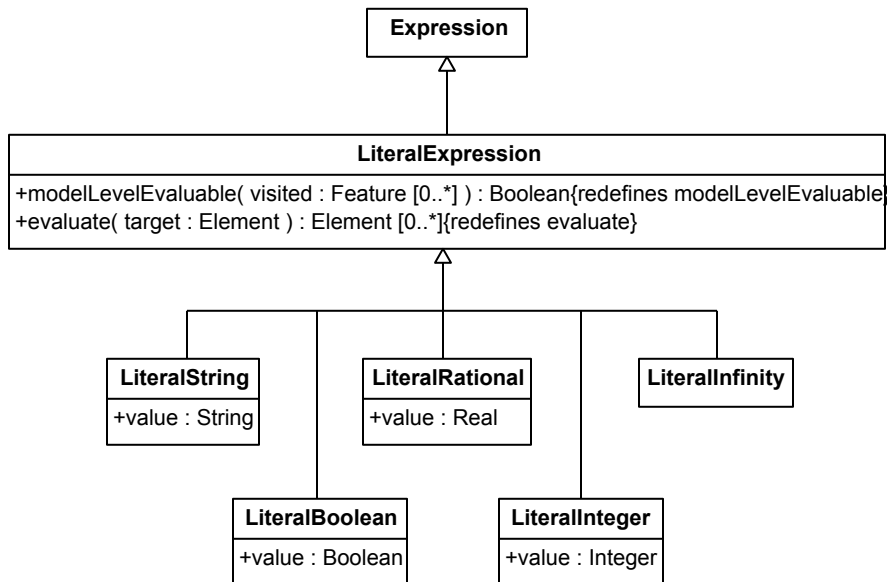 Expression
LiteralExpression
+modelLevelEvaluable( visited : Feature [0..*] ) : Boolean{redefines modelLevelEvaluable}
+evaluate( target : Element ) : Element [0..*]{redefines evaluate}
LiteralString
+value : String
LiteralRational
+value : Real
LiteralInfinity
LiteralBoolean
+value : Boolean
LiteralInteger
+value : Integer